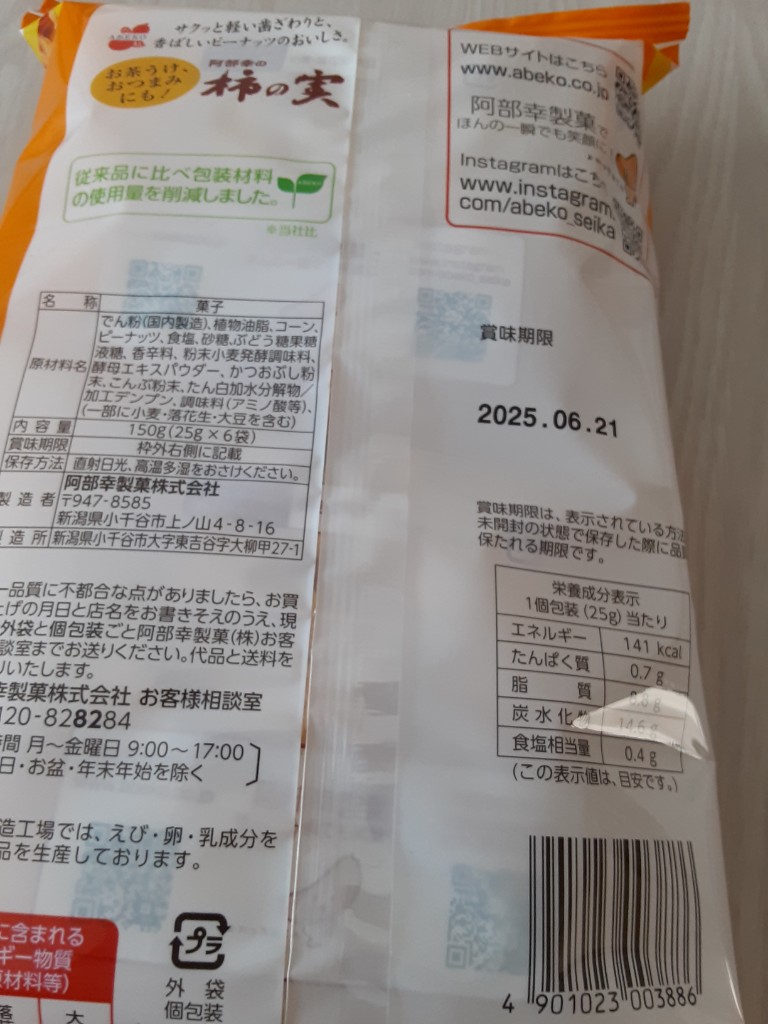 ABEKO
サクッと軽い歯ざわりと、
香ばしいピーナッツのおいしさ。
お茶うけ、
おつまみ
にも!
阿部幸の
柿の実
従来品に比べ包装材料
の使用量を削減しました。
※当社比
名称 菓子
原材料名 でん粉(国内製造)、植物油脂、コーン、
ピーナッツ、食塩、砂糖、ぶどう糖果糖
液糖、香辛料、粉末小麦発酵調味料、
酵母エキスパウダー、かつおぶし粉
末、こんぶ粉末、たん白加水分解物/
加工デンプン、調味料(アミノ酸等)、
(一部に小麦・落花生・大豆を含む)
内容量 150g(25g×6袋)
賞味期限 枠外右側に記載
保存方法 直射日光、高温多湿をおさけください。
製造者 阿部幸製菓株式会社
〒947-8585
新潟県小千谷市上ノ山4-8-16
造所 新潟県小千谷市大字東吉谷字大柳甲27-1
一品質に不都合な点がありましたら、お買
げの月日と店名をお書きそえのうえ、現
外袋と個包装ごと阿部幸製菓(株)お客
談室までお送りください。代品と送料を
いたします。
幸製菓株式会社 お客様相談室
120-828284
時間 月〜金曜日 9:00〜17:00
日・お盆・年末年始を除く
造工場では、えび・卵・乳成分を
品を生産しております。
に含まれる
ギー物質
原材料等)
落 大
プラ
外袋
個包装
WEBサイトはこちら
www.abeko.co.jp
阿部幸製菓で
ほんの一瞬でも笑顔に
Instagramはこち
www.instagram.
com/abeko_seika
賞味期限
2025.06.21
賞味期限は、表示されている方法
未開封の状態で保存した際に品質
保たれる期限です。
栄養成分表示
1個包装(25g)当たり
エネルギー 141 kcal
たんぱく質 0.7 g
脂質 g
炭水化物 14.6 g
食塩相当量 0.4 g
(この表示値は、目安です。)
4 901023 003886